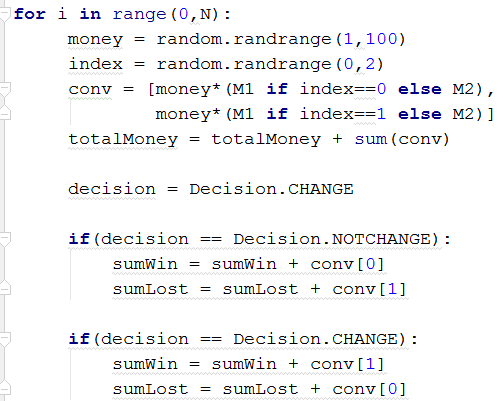 for i in range(0,N):
    money = random.randrange(1,100)
    index = random.randrange(0,2)
    conv = [money*(M1 if index==0 else M2),
            money*(M1 if index==1 else M2)]
    totalMoney = totalMoney + sum(conv)

    decision = Decision.CHANGE

    if(decision == Decision.NOTCHANGE):
        sumWin = sumWin + conv[0]
        sumLost = sumLost + conv[1]

    if(decision == Decision.CHANGE):
        sumWin = sumWin + conv[1]
        sumLost = sumLost + conv[0]